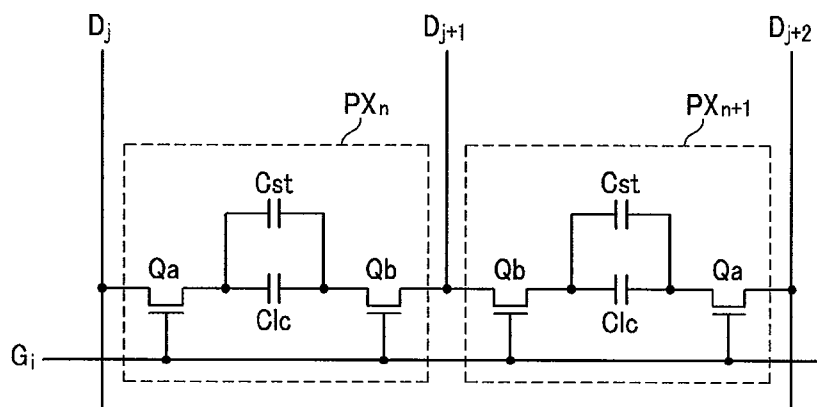 Dj Dj+1 Dj+2
PXn PXn+1
Cst Cst
Qa Qb Qb Qa
Clc Clc
Gi